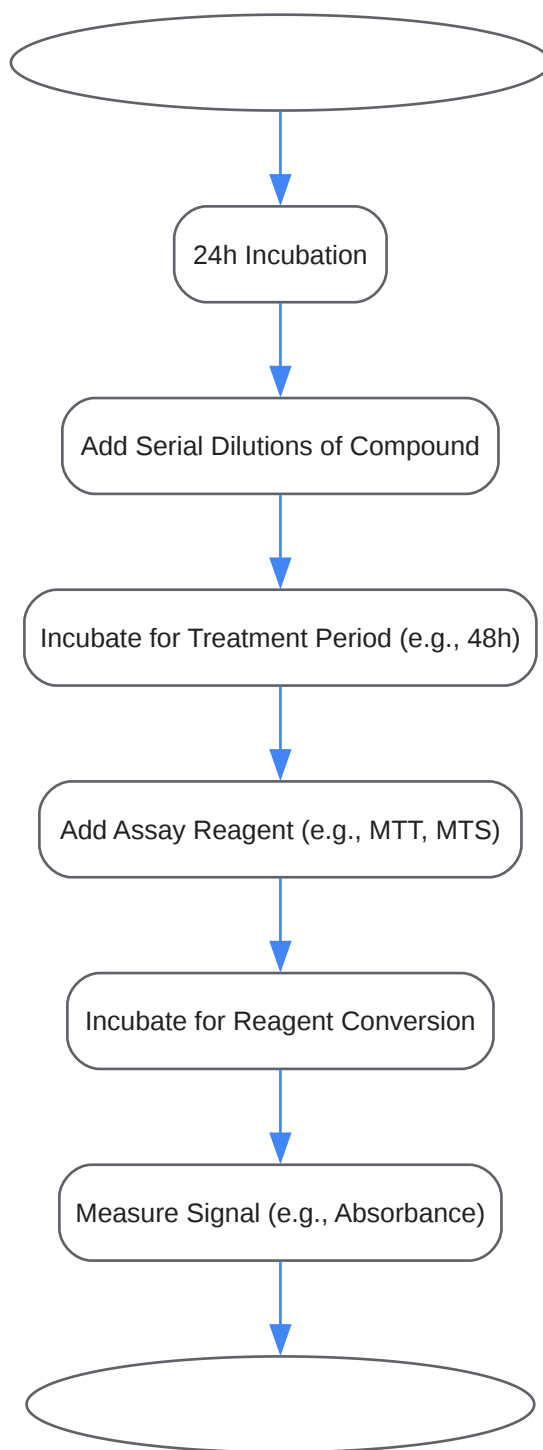 24h Incubation
Add Serial Dilutions of Compound
Incubate for Treatment Period (e.g., 48h)
Add Assay Reagent (e.g., MTT, MTS)
Incubate for Reagent Conversion
Measure Signal (e.g., Absorbance)